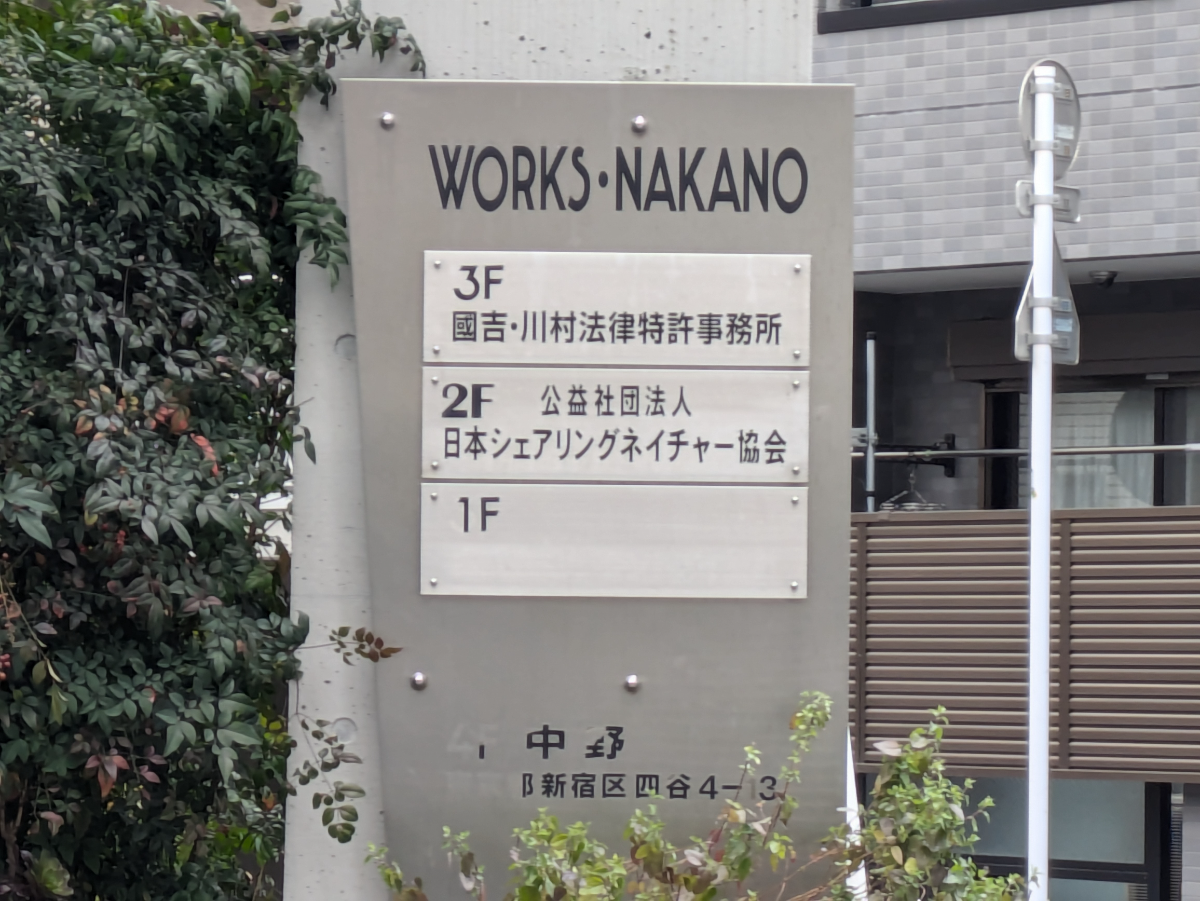 WORKS・NAKANO
3F
國吉・川村法律特許事務所
2F 公益社団法人
日本シェアリングネイチャー協会
1F
4F 中野
新宿区四谷4-13